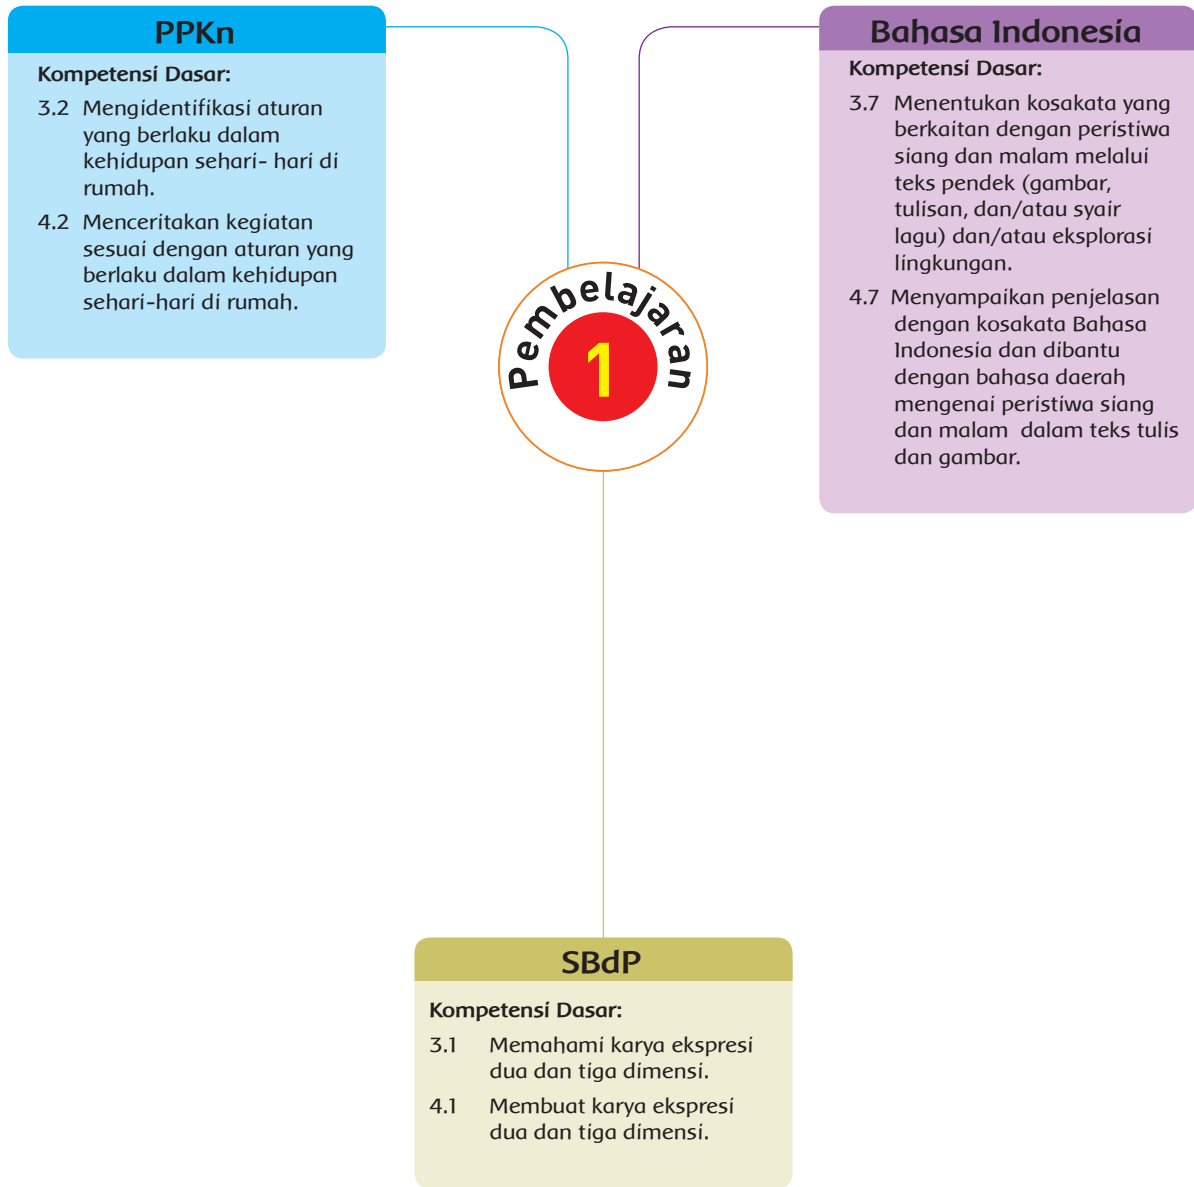 PPKn
Kompetensi Dasar:
3.2 Mengidentifikasi aturan
yang berlaku dalam
kehidupan sehari- hari di
rumah.
4.2 Menceritakan kegiatan
sesuai dengan aturan yang
berlaku dalam kehidupan
sehari-hari di rumah.
Bahasa Indonesia
Kompetensi Dasar:
3.7 Menentukan kosakata yang
berkaitan dengan peristiwa
siang dan malam melalui
teks pendek (gambar,
tulisan, dan/atau syair
lagu) dan/atau eksplorasi
lingkungan.
4.7 Menyampaikan penjelasan
dengan kosakata Bahasa
Indonesia dan dibantu
dengan bahasa daerah
mengenai peristiwa siang
dan malam dalam teks tulis
dan gambar.
Pembelajaran
1
SBdP
Kompetensi Dasar:
3.1 Memahami karya ekspresi
dua dan tiga dimensi.
4.1 Membuat karya ekspresi
dua dan tiga dimensi.